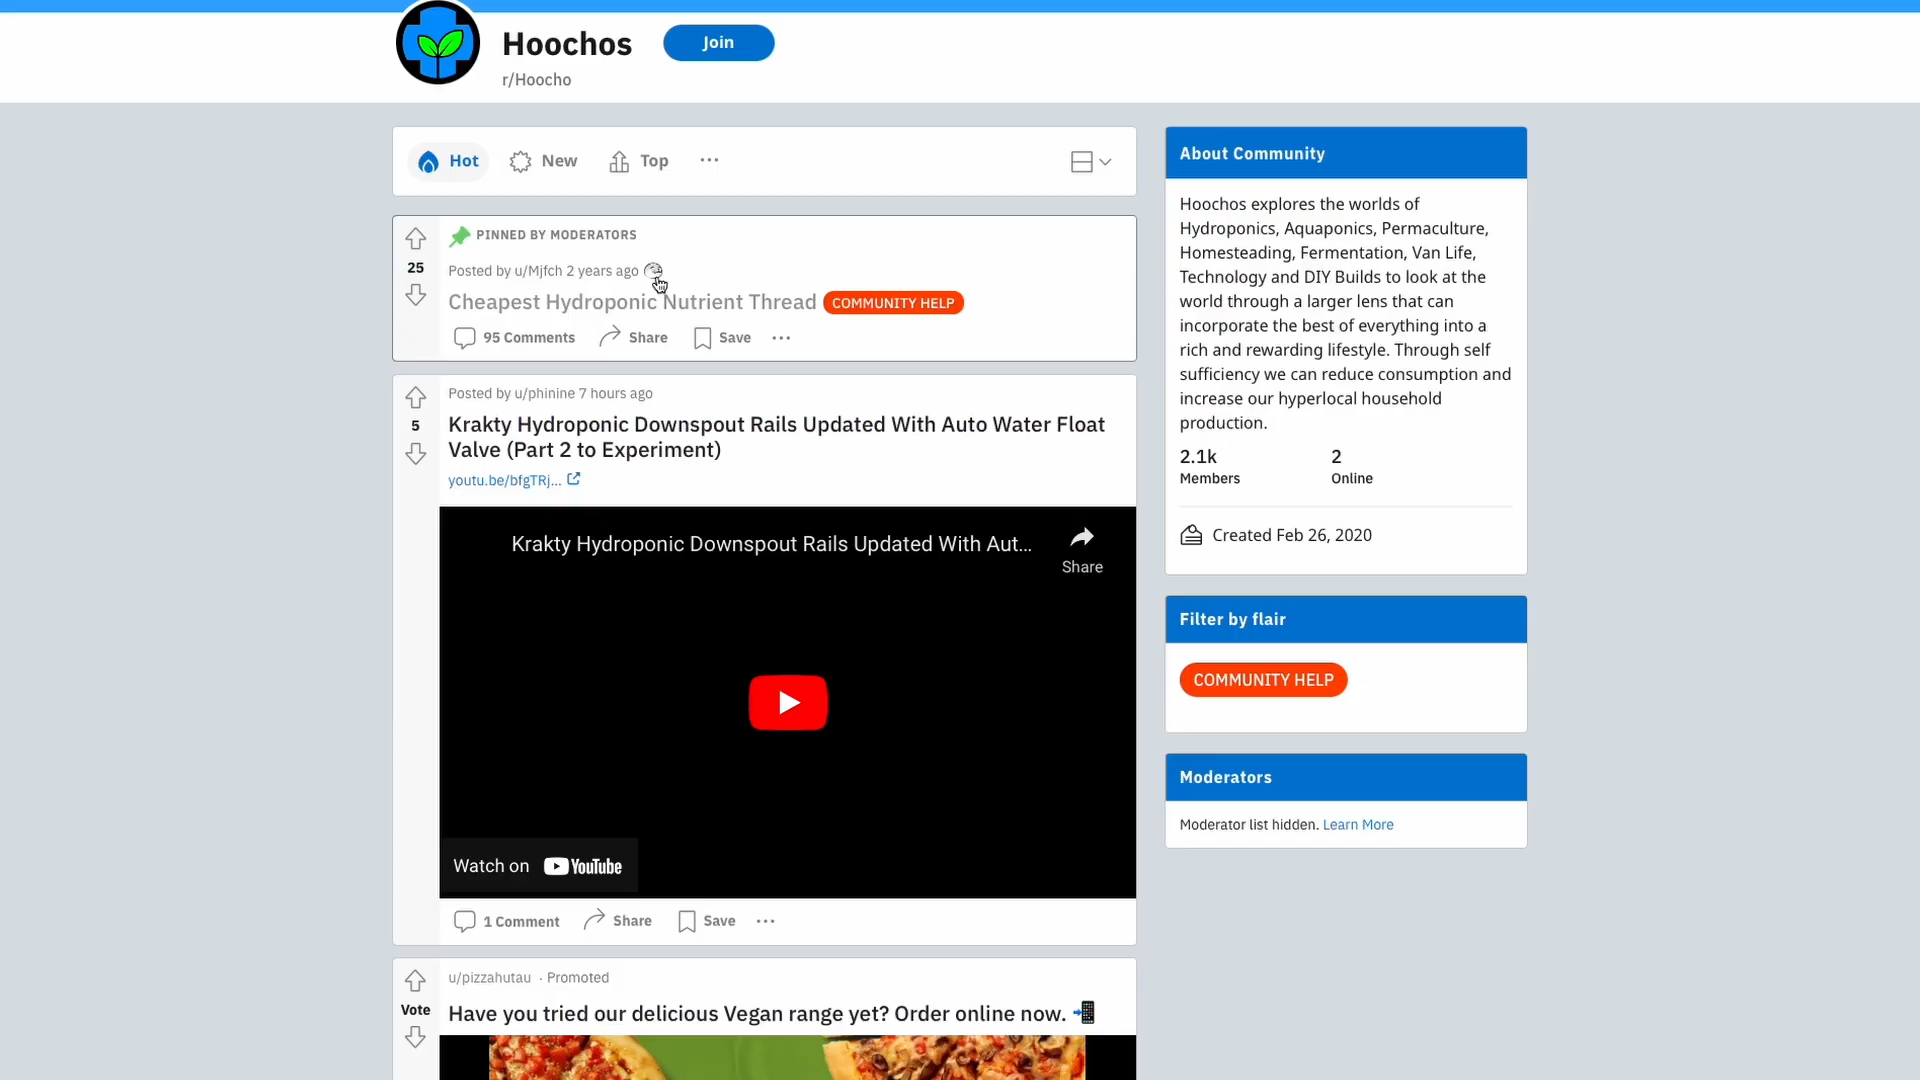 Hoochos
Join
r/Hoocho
Hot
New
Top
PINNED BY MODERATORS
25
Posted by u/Mjfch 2 years ago
Cheapest Hydroponic Nutrient Thread COMMUNITY HELP
95 Comments
Share
Save
Posted by u/phinine 7 hours ago
5
Krakty Hydroponic Downspout Rails Updated With Auto Water Float
Valve (Part 2 to Experiment)
youtu.be/bfgTRj...
Krakty Hydroponic Downspout Rails Updated With Aut...
Share
Watch on YouTube
1 Comment
Share
Save
u/pizzahutau · Promoted
Vote
Have you tried our delicious Vegan range yet? Order online now. 📲
About Community
Hoochos explores the worlds of
Hydroponics, Aquaponics, Permaculture,
Homesteading, Fermentation, Van Life,
Technology and DIY Builds to look at the
world through a larger lens that can
incorporate the best of everything into a
rich and rewarding lifestyle. Through self
sufficiency we can reduce consumption and
increase our hyperlocal household
production.
2.1k
Members
2
Online
Created Feb 26, 2020
Filter by flair
COMMUNITY HELP
Moderators
Moderator list hidden. Learn More